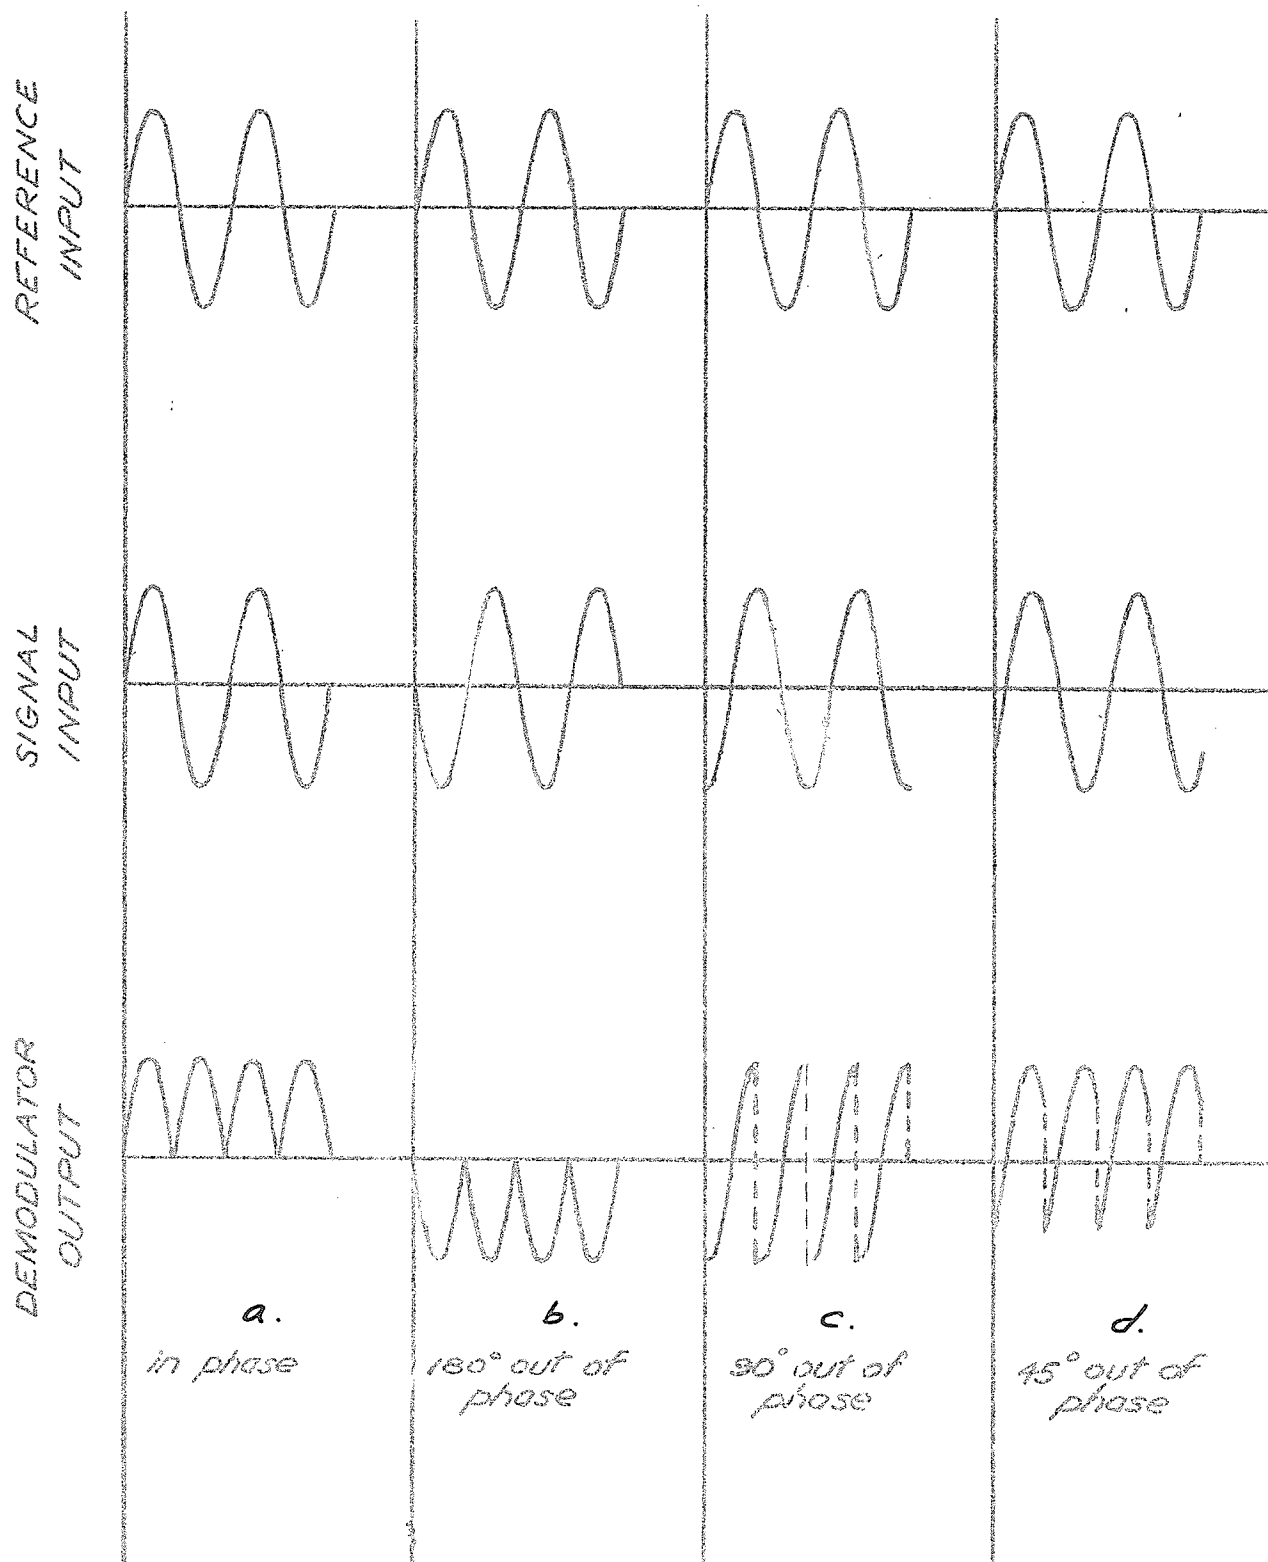 REFERENCE
INPUT
SIGNAL
INPUT
DEMODULATOR
OUTPUT
a.
in phase
b.
180° out of
phase
c.
90° out of
phase
d.
45° out of
phase